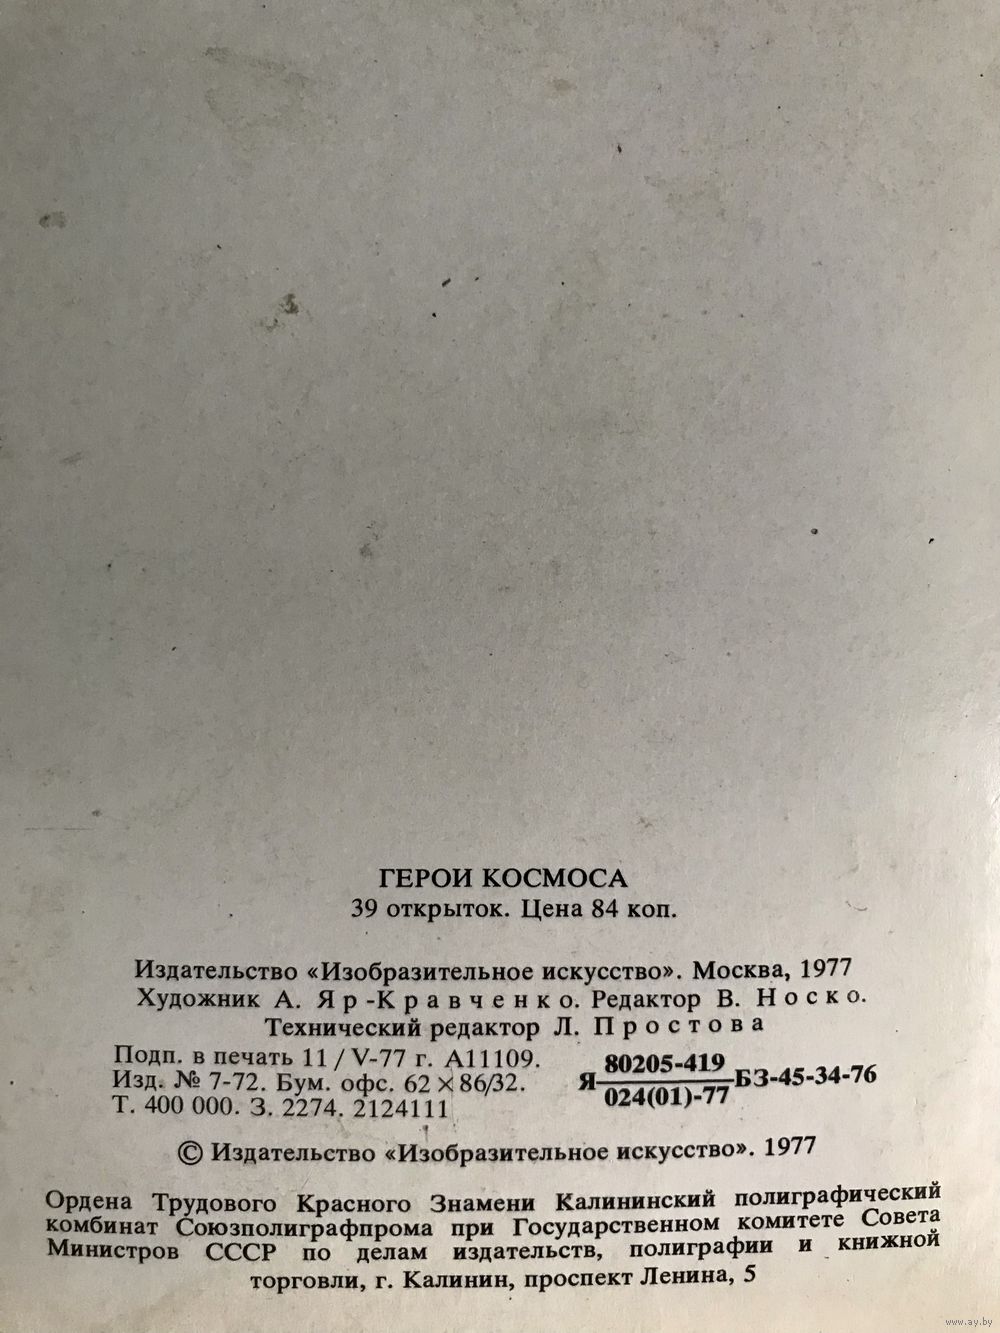 ГЕРОИ КОСМОСА
39 открыток. Цена 84 коп.
Издательство «Изобразительное искусство». Москва, 1977
Художник А. Яр-Кравченко. Редактор В. Носко.
Технический редактор Л. Простова
Подп. в печать 11/V-77 г. А11109.
Изд. № 7-72. Бум. офс. 62×86/32.
Т. 400 000. З. 2274. 2124111
Я 80205-419 БЗ-45-34-76
024(01)-77
© Издательство «Изобразительное искусство». 1977
Ордена Трудового Красного Знамени Калининский полиграфический
комбинат Союзполиграфпрома при Государственном комитете Совета
Министров СССР по делам издательств, полиграфии и книжной
торговли, г. Калинин, проспект Ленина, 5
www.ay.by